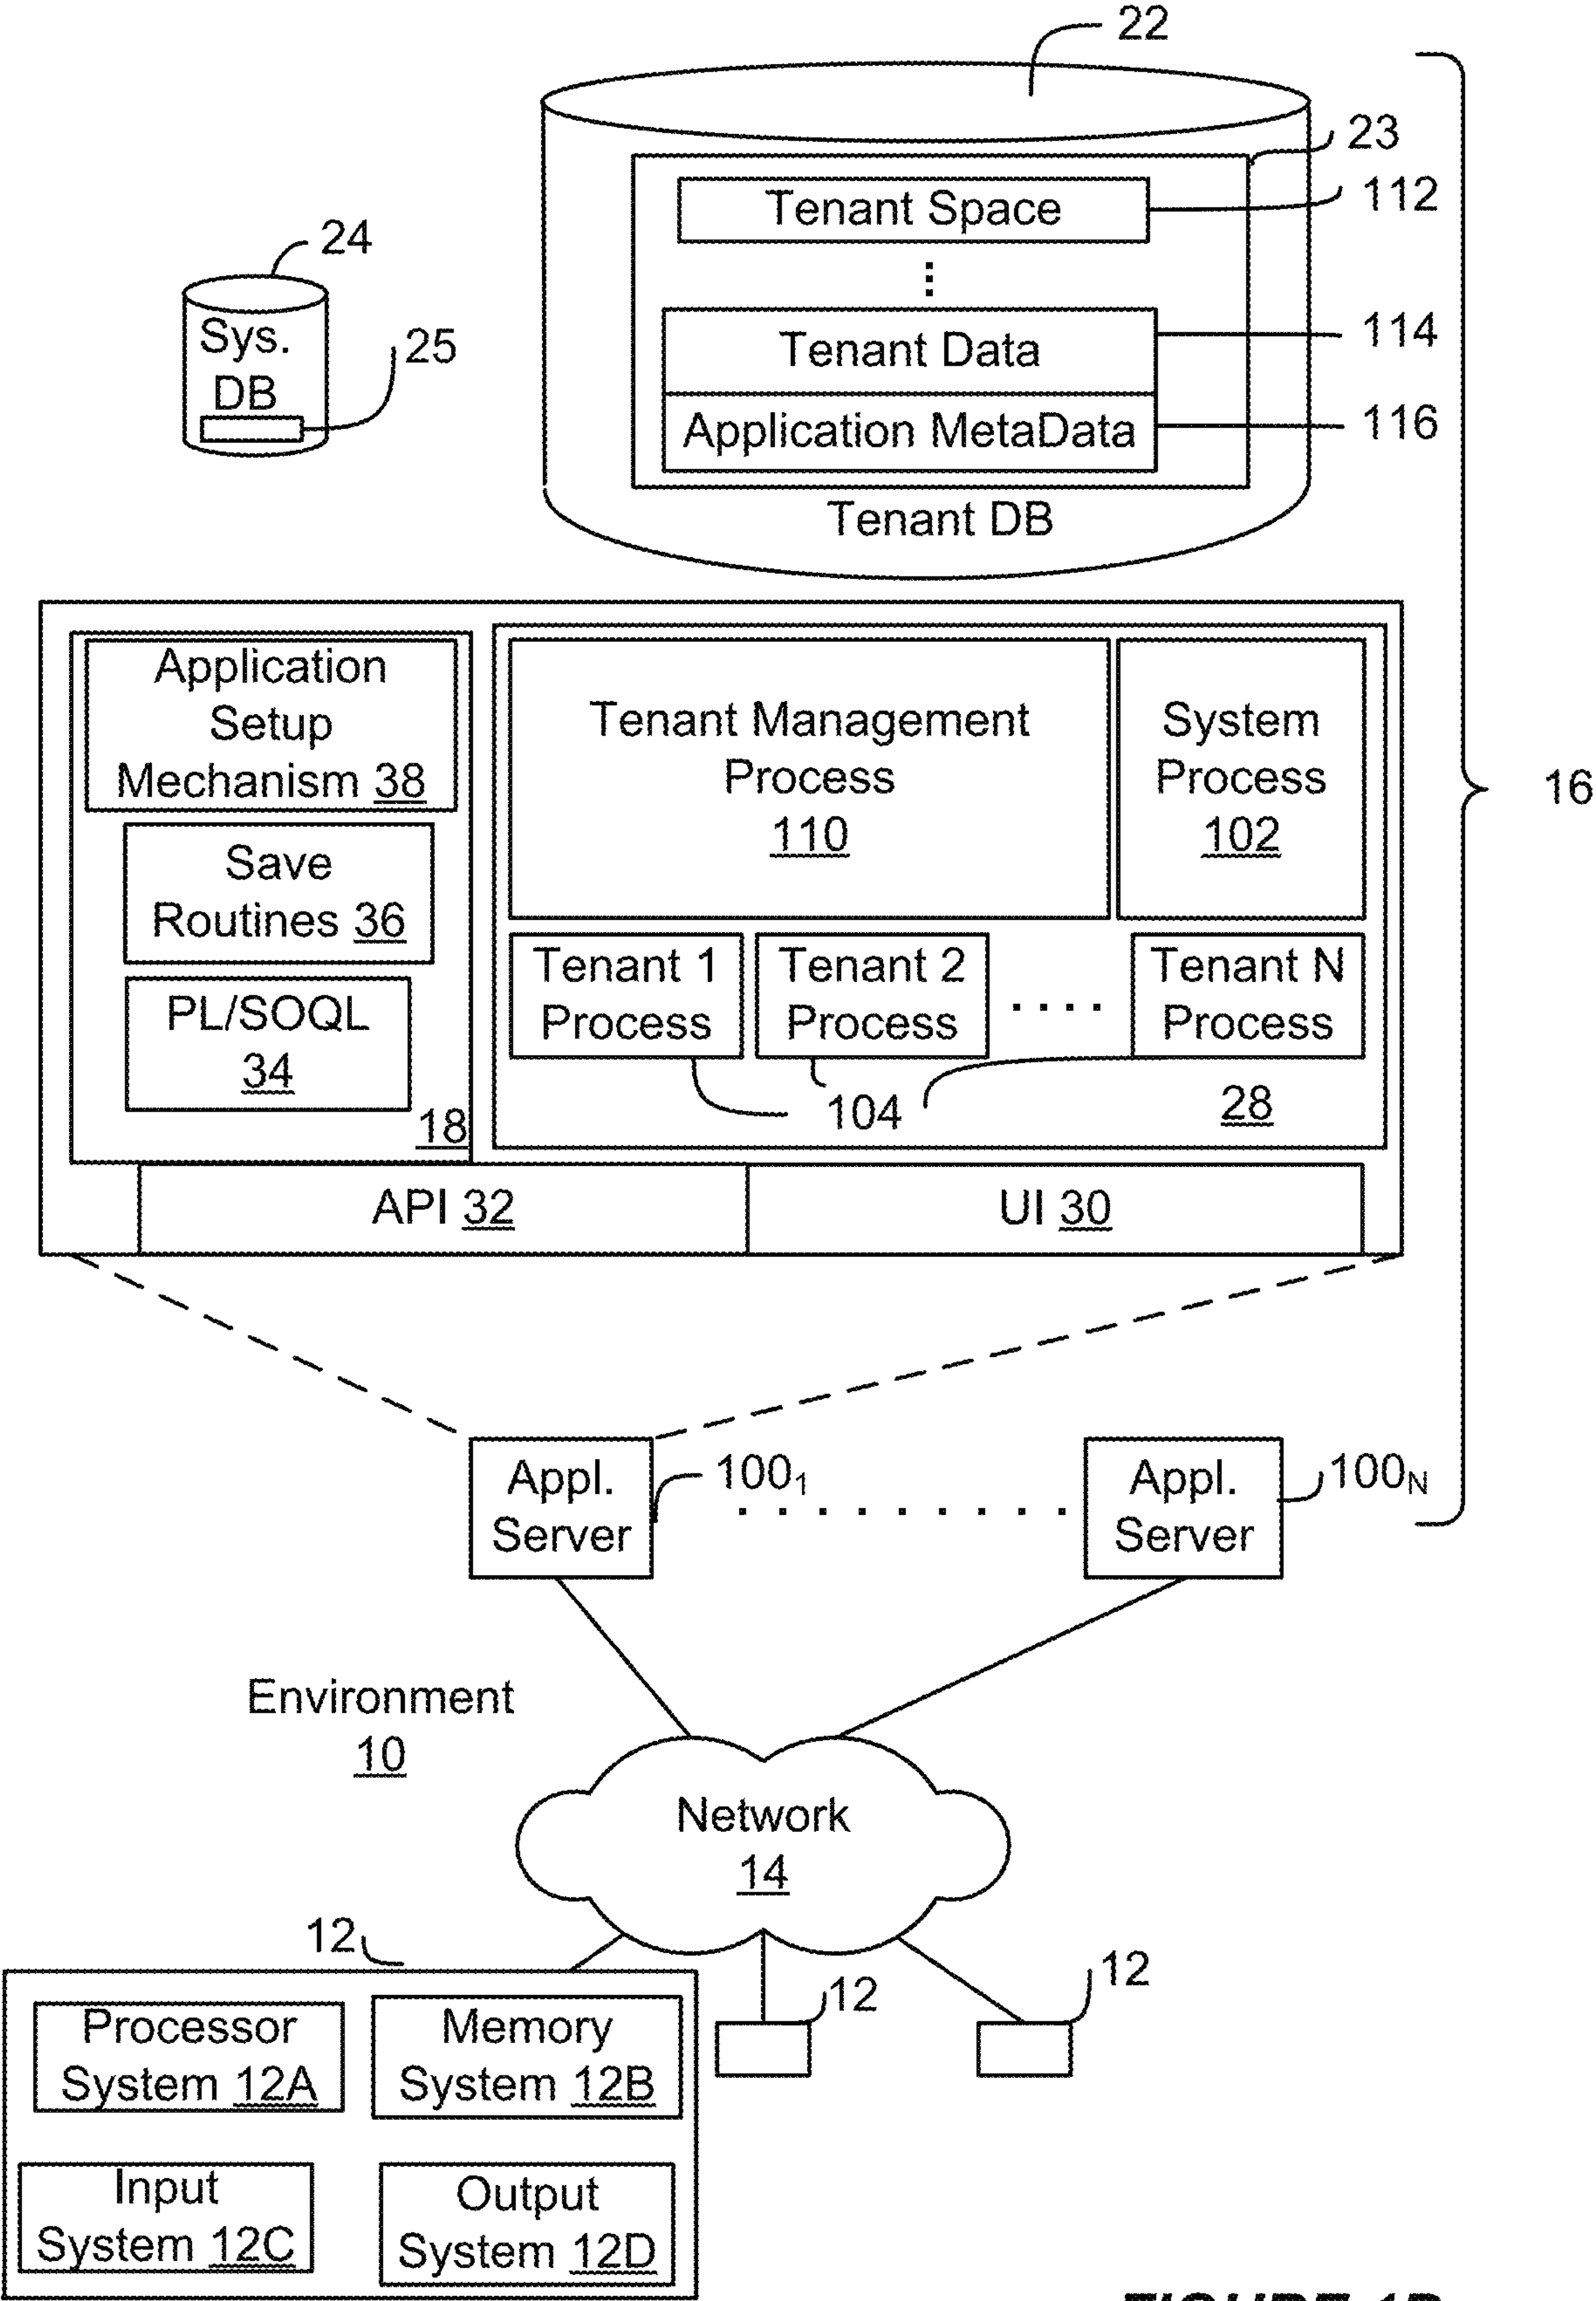 22
23
Tenant Space
112
24
Sys.
DB
25
Tenant Data
114
Application MetaData
116
Tenant DB
Application
Setup
Mechanism 38
Tenant Management
Process
110
System
Process
102
16
Save
Routines 36
Tenant 1
Process
Tenant 2
Process
. . . .
Tenant N
Process
PL/SOQL
34
104
28
18
API 32
UI 30
Appl.
Server
100₁
. . . . . . . . .
Appl.
Server
100N
Environment
10
Network
14
12
12
12
Processor
System 12A
Memory
System 12B
Input
System 12C
Output
System 12D